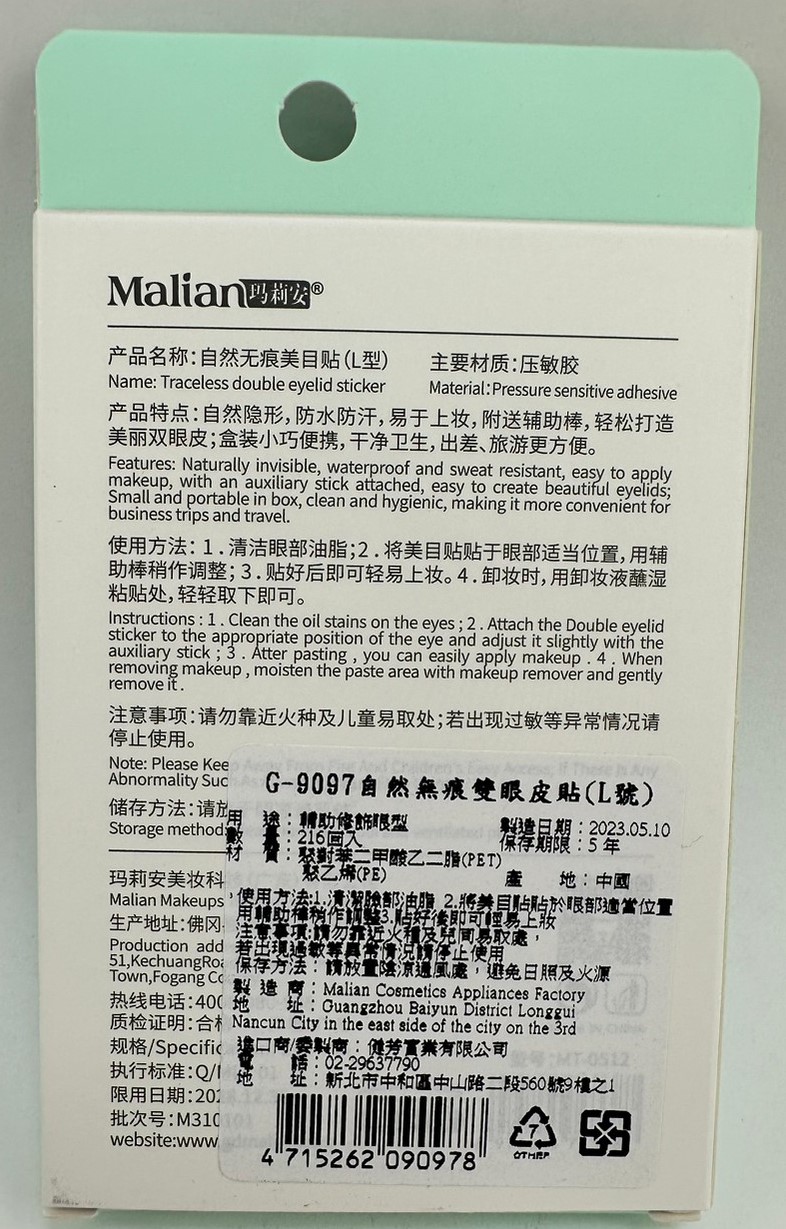 Malian玛莉安®
产品名称：自然无痕美目贴（L型） 主要材质：压敏胶
Name: Traceless double eyelid sticker Material：Pressure sensitive adhesive
产品特点：自然隐形，防水防汗，易于上妆，附送辅助棒，轻松打造
美丽双眼皮；盒装小巧便携，干净卫生，出差、旅游更方便。
Features: Naturally invisible, waterproof and sweat resistant, easy to apply
makeup, with an auxiliary stick attached, easy to create beautiful eyelids;
Small and portable in box, clean and hygienic, making it more convenient for
business trips and travel.
使用方法：1.清洁眼部油脂；2.将美目贴贴于眼部适当位置，用辅
助棒稍作调整；3.贴好后即可轻易上妆。4.卸妆时，用卸妆液蘸湿
粘贴处，轻轻取下即可。
Instructions : 1 . Clean the oil stains on the eyes ; 2 . Attach the Double eyelid
sticker to the appropriate position of the eye and adjust it slightly with the
auxiliary stick ; 3 . Atter pasting , you can easily apply makeup . 4 . When
removing makeup , moisten the paste area with makeup remover and gently
remove it .
注意事项：请勿靠近火种及儿童易取处；若出现过敏等异常情况请
停止使用。
Note: Please Keep Away From Fire And Children's Easy Access, If There Is Any
Abnormality Suc
储存方法：请放
Storage method:
玛莉安美妆科
Malian Makeups
生产地址：佛冈
Production add
51,KechuangRoa
Town,Fogang Co
热线电话：400
质检证明：合格
规格/Specific
执行标准：Q/
限用日期：202
批次号：M310101
website:www
G-9097自然無痕雙眼皮貼(L號)
用 途：輔助修飾眼型 製造日期：2023.05.10
數 量：216回入 保存期限：5 年
材 質：聚對苯二甲酸乙二脂(PET)
聚乙烯(PE) 產 地：中國
使用方法:1.清潔臉部油脂 2.將美目貼貼於眼部適當位置
用輔助棒稍作調整3.貼好後即可輕易上妝
注意事項:請勿靠近火種及兒童易取處，
若出現過敏等異常情況請停止使用
保存方法：請放置陰涼通風處，避免日照及火源
製 造 商：Malian Cosmetics Appliances Factory
地 址：Guangzhou Baiyun District Longgui
Nancun City in the east side of the city on the 3rd
進口商/委製商：健芳實業有限公司
電 話：02-29637790
地 址：新北市中和區中山路二段560號9樓之1
4 715262 090978
7
OTHER